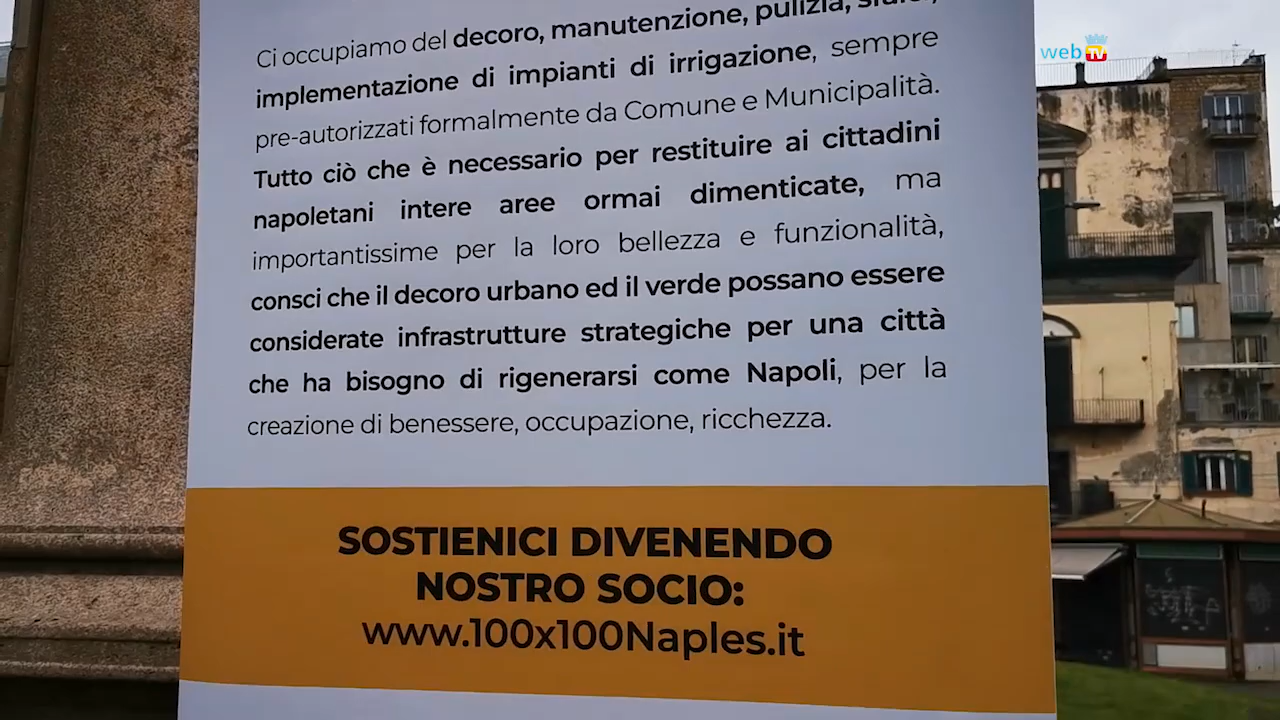 Ci occupiamo del decoro, manutenzione, pulizia,
implementazione di impianti di irrigazione, sempre
pre-autorizzati formalmente da Comune e Municipalità.
Tutto ciò che è necessario per restituire ai cittadini
napoletani intere aree ormai dimenticate, ma
importantissime per la loro bellezza e funzionalità,
consci che il decoro urbano ed il verde possano essere
considerate infrastrutture strategiche per una città
che ha bisogno di rigenerarsi come Napoli, per la
creazione di benessere, occupazione, ricchezza.
SOSTIENICI DIVENENDO
NOSTRO SOCIO:
www.100x100Naples.it
web TV